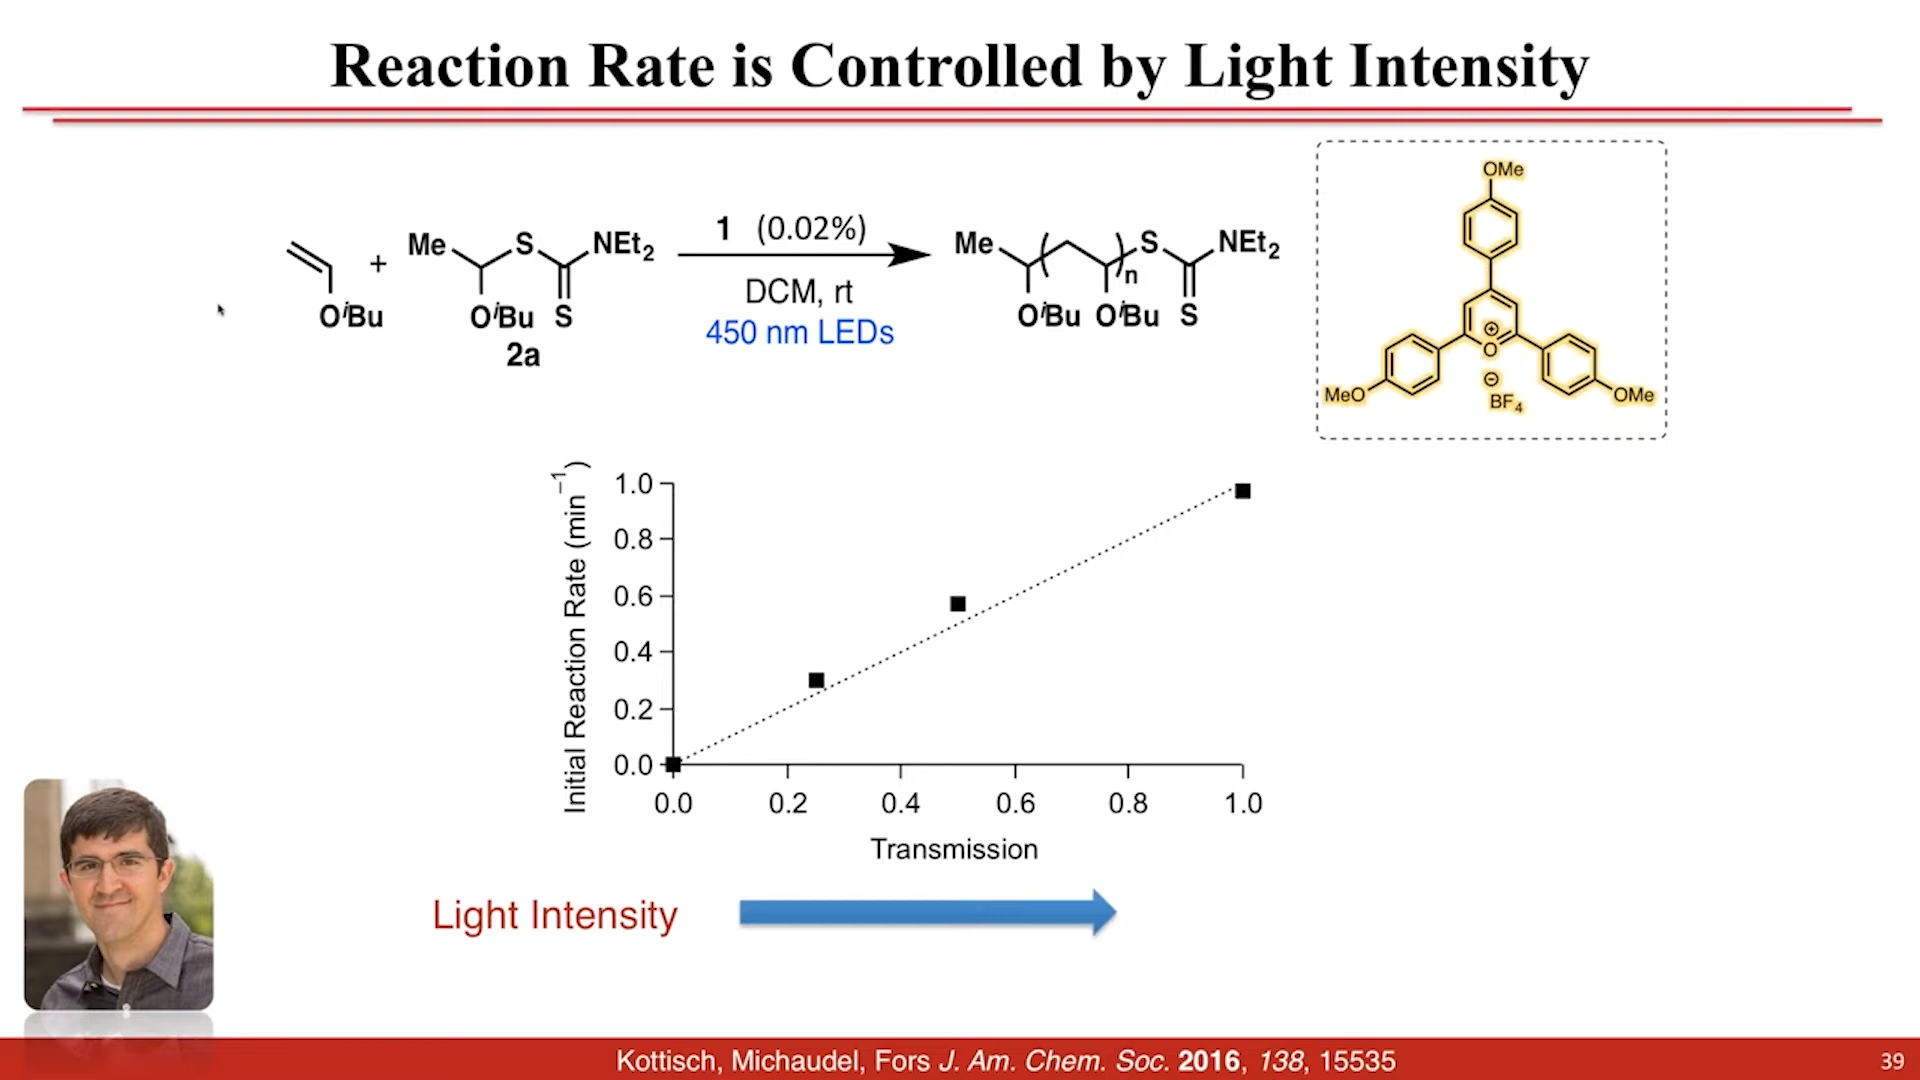 Reaction Rate is Controlled by Light Intensity
+
OⁱBu
Me
S
NEt₂
OⁱBu
S
2a
1 (0.02%)
DCM, rt
450 nm LEDs
Me
S
NEt₂
n
OⁱBu
OⁱBu
S
OMe
⊕
O
⊖
BF₄
MeO
OMe
Initial Reaction Rate (min⁻¹)
1.0
0.8
0.6
0.4
0.2
0.0
0.0 0.2 0.4 0.6 0.8 1.0
Transmission
Light Intensity
Kottisch, Michaudel, Fors J. Am. Chem. Soc. 2016, 138, 15535
39